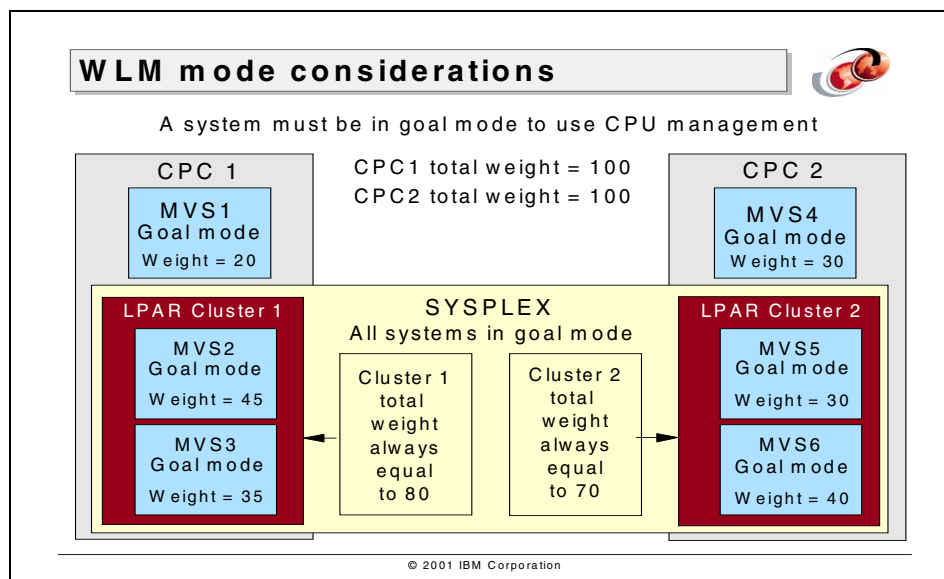 WLM mode considerations
A system must be in goal mode to use CPU management
CPC 1
CPC1 total weight = 100
CPC2 total weight = 100
CPC 2
MVS1
Goal mode
Weight = 20
MVS4
Goal mode
Weight = 30
SYSPLEX
All systems in goal mode
LPAR Cluster 1
MVS2
Goal mode
Weight = 45
MVS3
Goal mode
Weight = 35
Cluster 1
total
weight
always
equal
to 80
Cluster 2
total
weight
always
equal
to 70
LPAR Cluster 2
MVS5
Goal mode
Weight = 30
MVS6
Goal mode
Weight = 40
© 2001 IBM Corporation